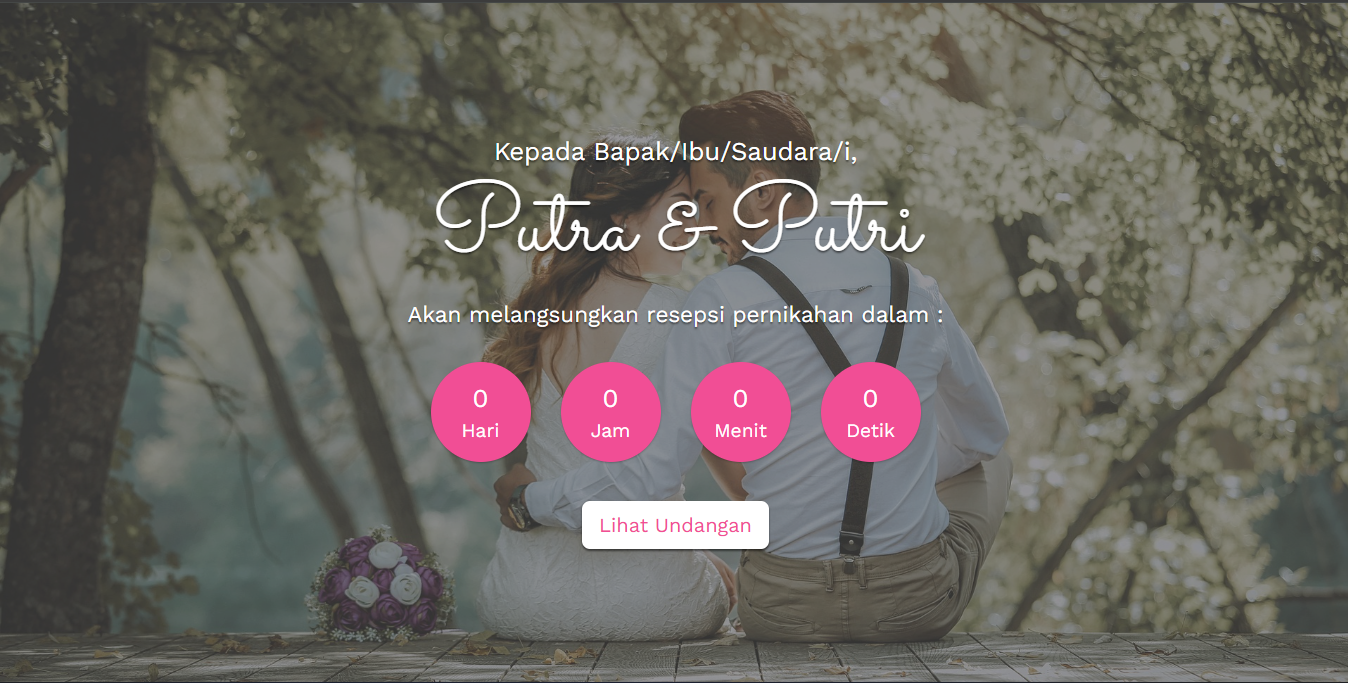 Kepada Bapak/Ibu/Saudara/i,
Putra & Putri
Akan melangsungkan resepsi pernikahan dalam :
0 0 0 0
Hari Jam Menit Detik
Lihat Undangan